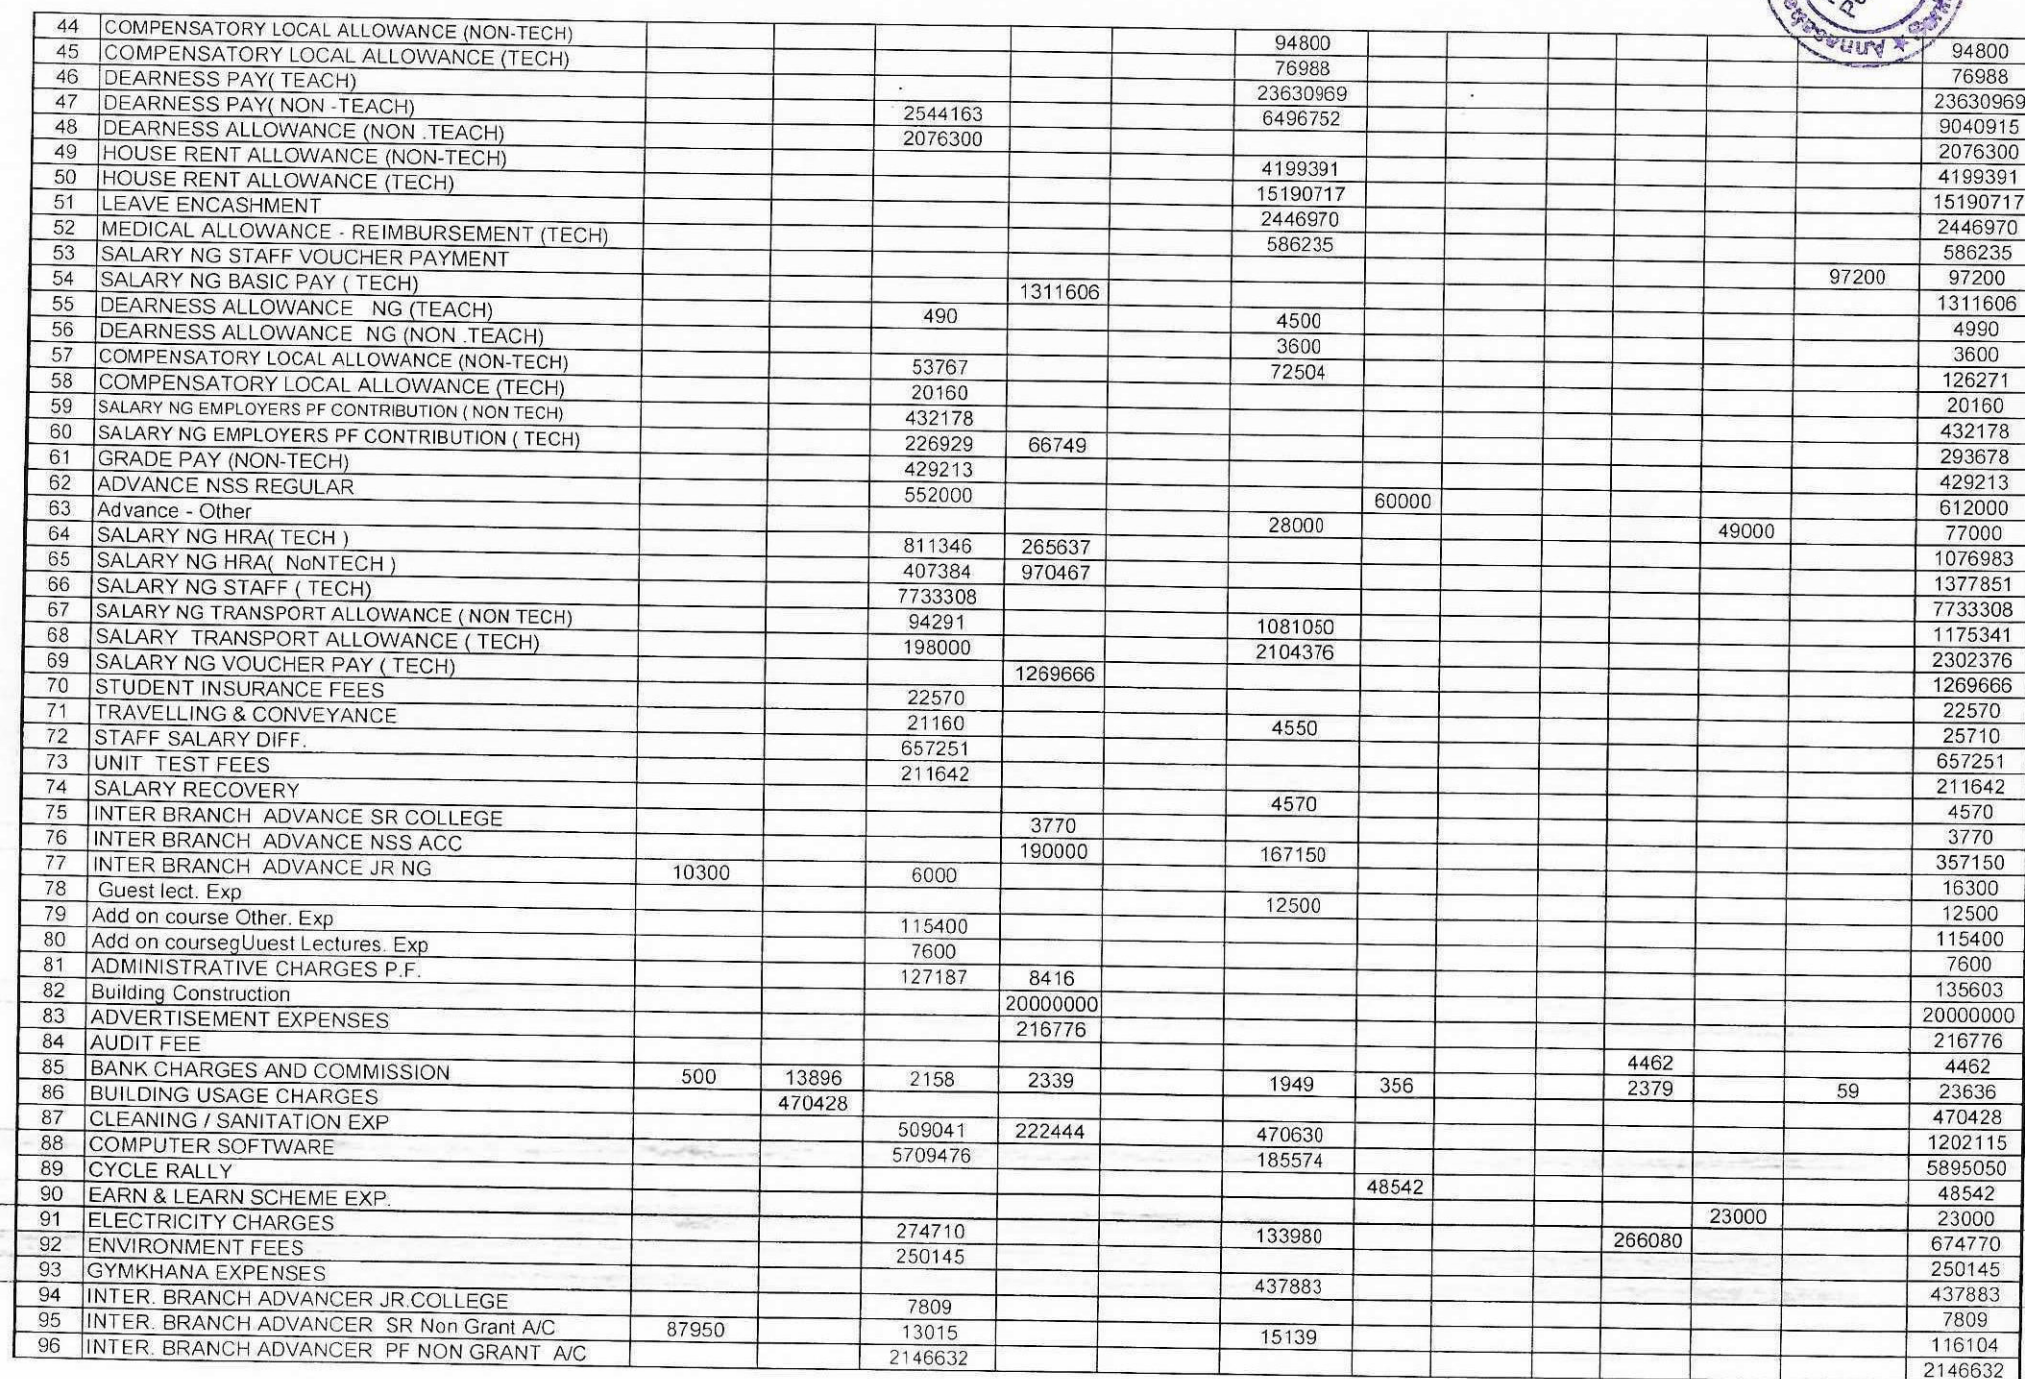 44 COMPENSATORY LOCAL ALLOWANCE (NON-TECH) 94800 94800
45 COMPENSATORY LOCAL ALLOWANCE (TECH) 76988 76988
46 DEARNESS PAY( TEACH) 23630969 23630969
47 DEARNESS PAY( NON -TEACH) 2544163 6496752 9040915
48 DEARNESS ALLOWANCE (NON .TEACH) 2076300 2076300
49 HOUSE RENT ALLOWANCE (NON-TECH) 4199391 4199391
50 HOUSE RENT ALLOWANCE (TECH) 15190717 15190717
51 LEAVE ENCASHMENT 2446970 2446970
52 MEDICAL ALLOWANCE - REIMBURSEMENT (TECH) 586235 586235
53 SALARY NG STAFF VOUCHER PAYMENT 97200 97200
54 SALARY NG BASIC PAY ( TECH) 1311606 1311606
55 DEARNESS ALLOWANCE NG (TEACH) 490 4500 4990
56 DEARNESS ALLOWANCE NG (NON .TEACH) 3600 3600
57 COMPENSATORY LOCAL ALLOWANCE (NON-TECH) 53767 72504 126271
58 COMPENSATORY LOCAL ALLOWANCE (TECH) 20160 20160
59 SALARY NG EMPLOYERS PF CONTRIBUTION ( NON TECH) 432178 432178
60 SALARY NG EMPLOYERS PF CONTRIBUTION ( TECH) 226929 66749 293678
61 GRADE PAY (NON-TECH) 429213 429213
62 ADVANCE NSS REGULAR 552000 60000 612000
63 Advance - Other 28000 49000 77000
64 SALARY NG HRA( TECH ) 811346 265637 1076983
65 SALARY NG HRA( NoNTECH ) 407384 970467 1377851
66 SALARY NG STAFF ( TECH) 7733308 7733308
67 SALARY NG TRANSPORT ALLOWANCE ( NON TECH) 94291 1081050 1175341
68 SALARY TRANSPORT ALLOWANCE ( TECH) 198000 2104376 2302376
69 SALARY NG VOUCHER PAY ( TECH) 1269666 1269666
70 STUDENT INSURANCE FEES 22570 22570
71 TRAVELLING & CONVEYANCE 21160 4550 25710
72 STAFF SALARY DIFF. 657251 657251
73 UNIT TEST FEES 211642 211642
74 SALARY RECOVERY 4570 4570
75 INTER BRANCH ADVANCE SR COLLEGE 3770 3770
76 INTER BRANCH ADVANCE NSS ACC 190000 167150 357150
77 INTER BRANCH ADVANCE JR NG 10300 6000 16300
78 Guest lect. Exp 12500 12500
79 Add on course Other. Exp 115400 115400
80 Add on coursegUuest Lectures. Exp 7600 7600
81 ADMINISTRATIVE CHARGES P.F. 127187 8416 135603
82 Building Construction 20000000 20000000
83 ADVERTISEMENT EXPENSES 216776 216776
84 AUDIT FEE 4462 4462
85 BANK CHARGES AND COMMISSION 500 13896 2158 2339 1949 356 2379 59 23636
86 BUILDING USAGE CHARGES 470428 470428
87 CLEANING / SANITATION EXP 509041 222444 470630 1202115
88 COMPUTER SOFTWARE 5709476 185574 5895050
89 CYCLE RALLY 48542 48542
90 EARN & LEARN SCHEME EXP. 23000 23000
91 ELECTRICITY CHARGES 274710 133980 266080 674770
92 ENVIRONMENT FEES 250145 250145
93 GYMKHANA EXPENSES 437883 437883
94 INTER. BRANCH ADVANCER JR.COLLEGE 7809 7809
95 INTER. BRANCH ADVANCER SR Non Grant A/C 87950 13015 15139 116104
96 INTER. BRANCH ADVANCER PF NON GRANT A/C 2146632 2146632